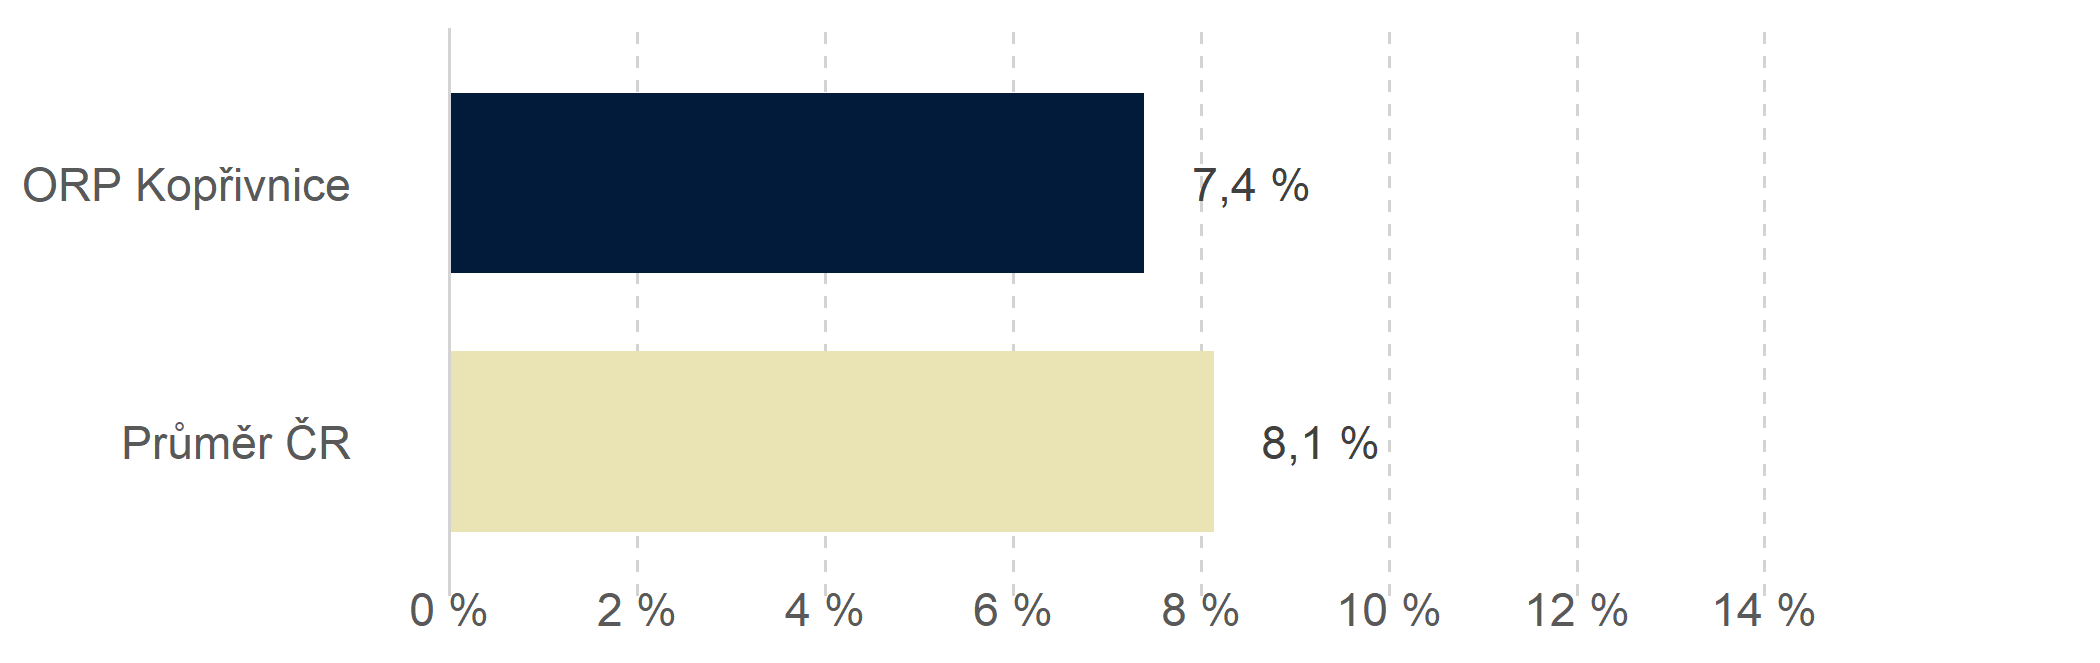 ORP Kopřivnice
7,4 %
Průměr ČR
8,1 %
0 % 2 % 4 % 6 % 8 % 10 % 12 % 14 %